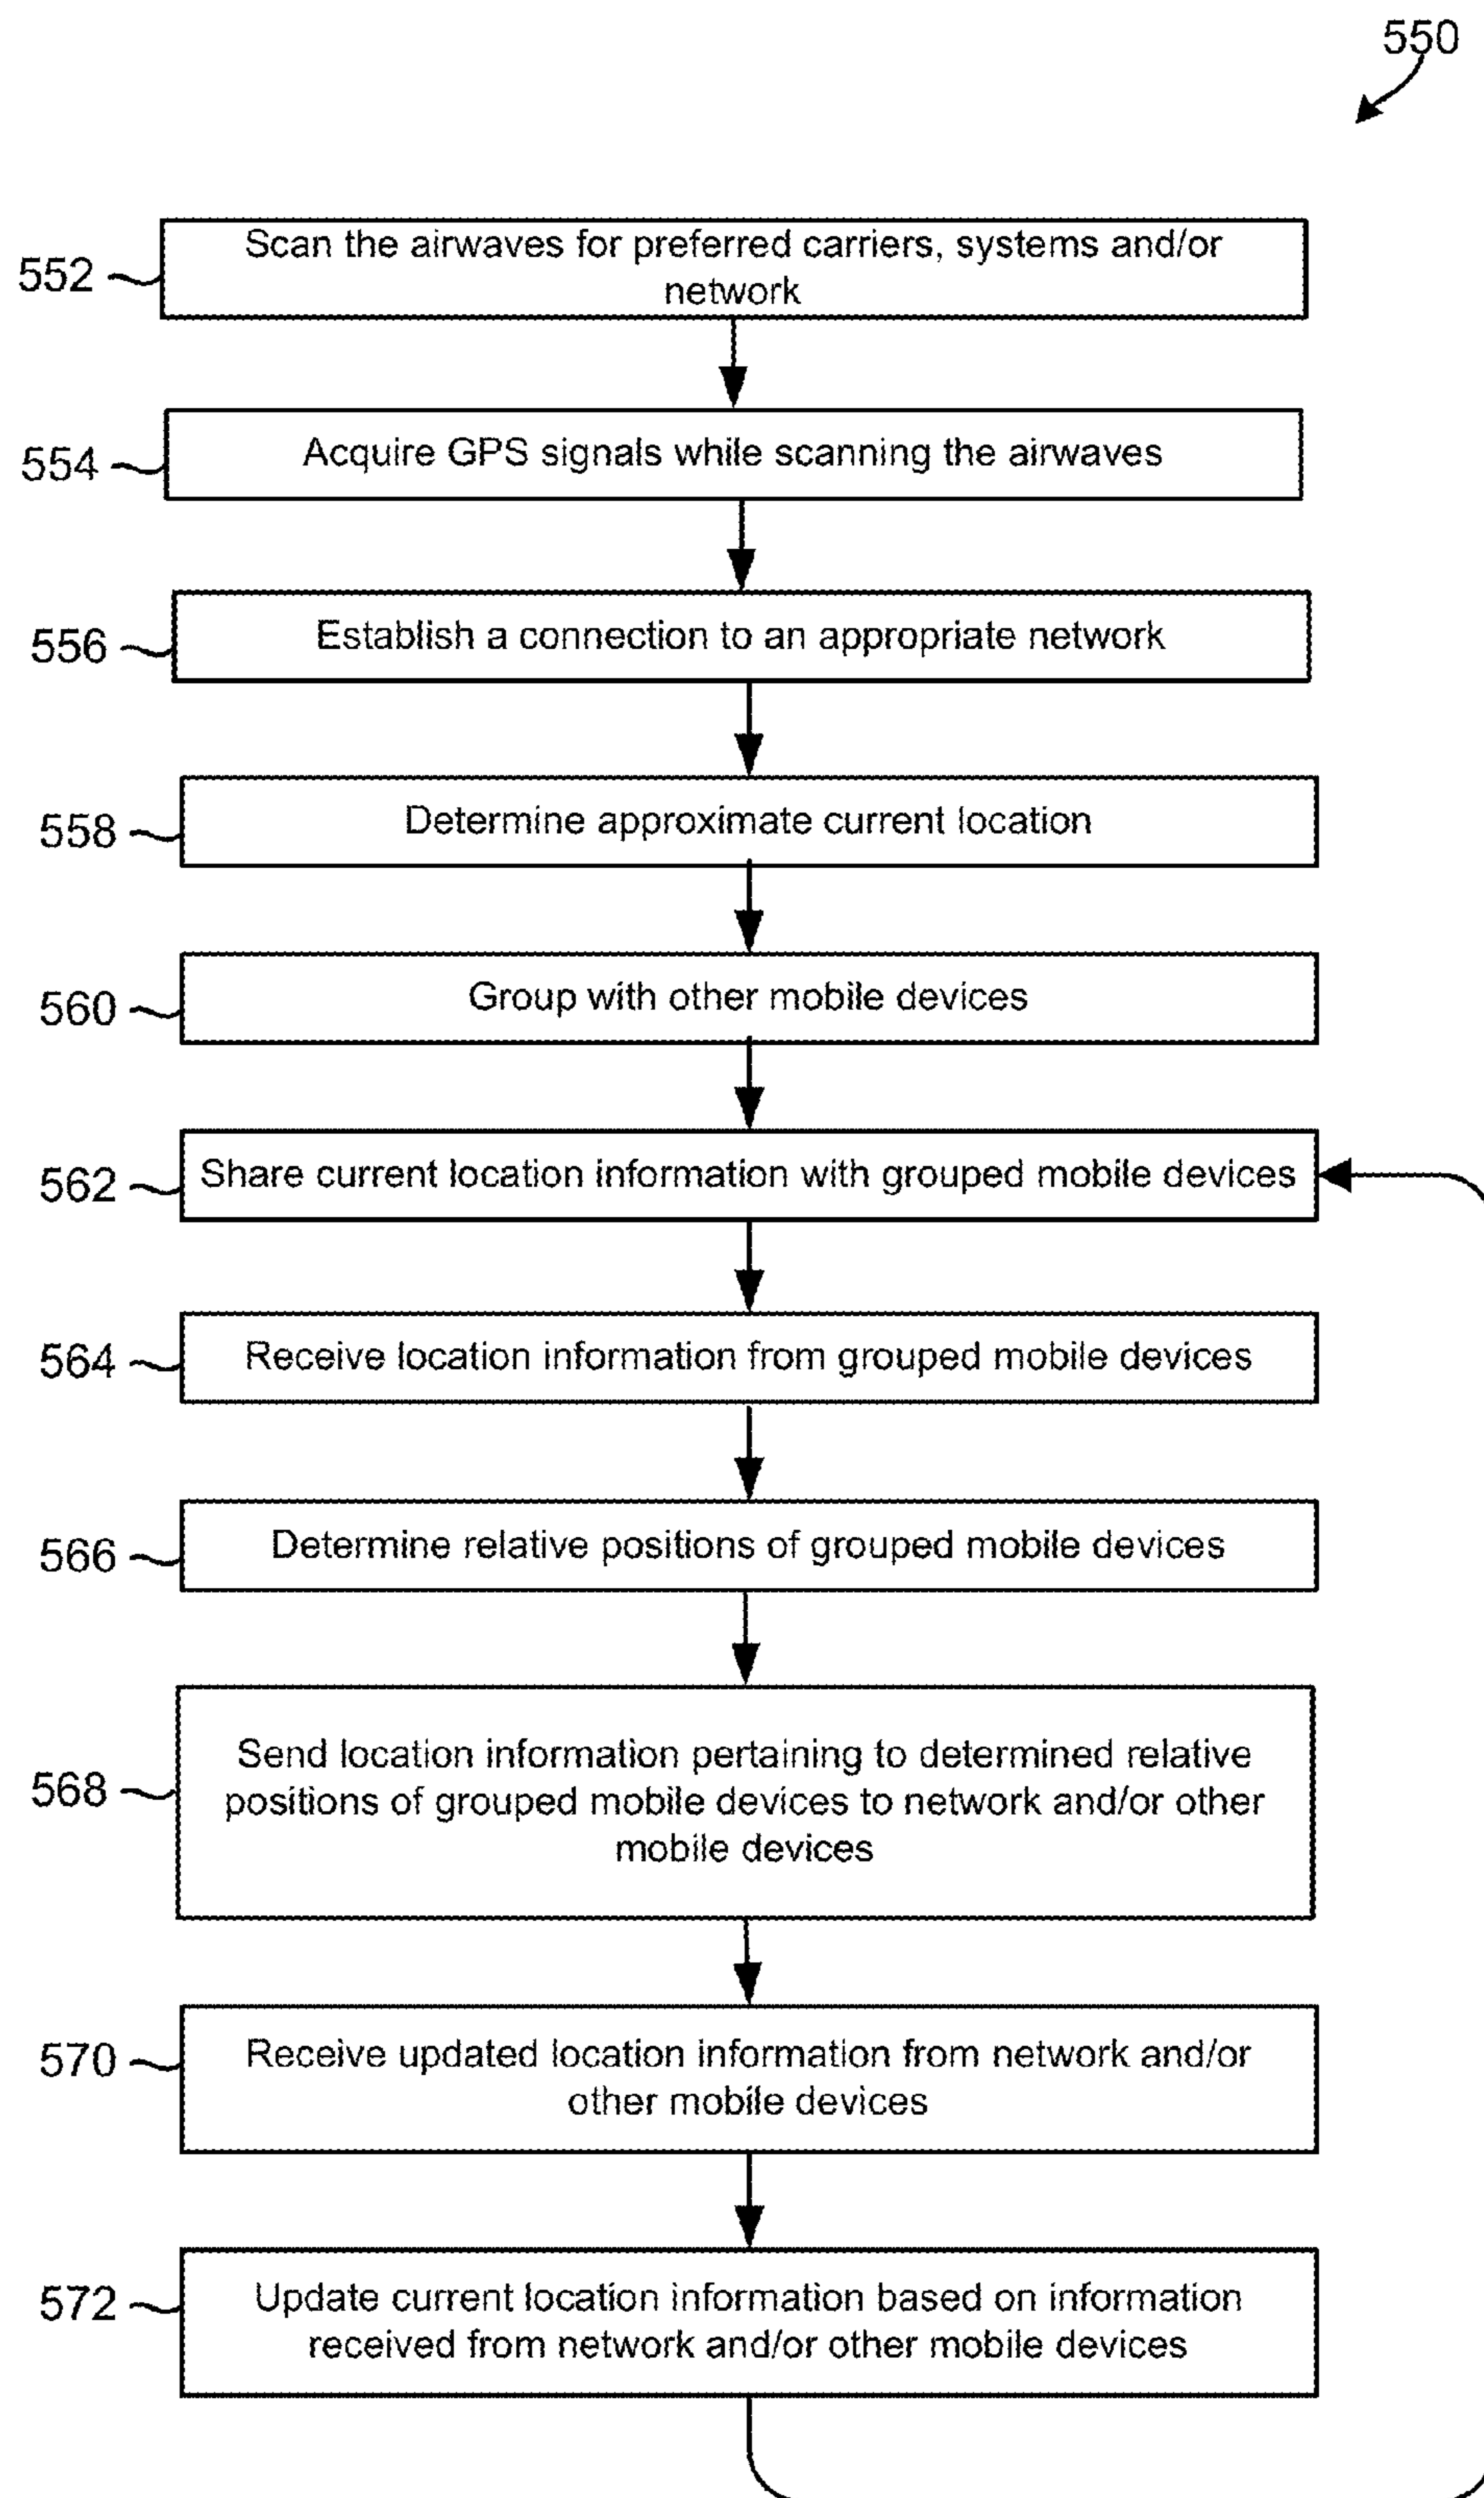 550
552
Scan the airwaves for preferred carriers, systems and/or
network
554
Acquire GPS signals while scanning the airwaves
556
Establish a connection to an appropriate network
558
Determine approximate current location
560
Group with other mobile devices
562
Share current location information with grouped mobile devices
564
Receive location information from grouped mobile devices
566
Determine relative positions of grouped mobile devices
568
Send location information pertaining to determined relative
positions of grouped mobile devices to network and/or other
mobile devices
570
Receive updated location information from network and/or
other mobile devices
572
Update current location information based on information
received from network and/or other mobile devices